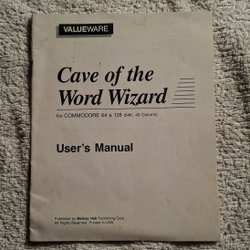 VALUEWARE
Cave of the
Word Wizard
For COMMODORE 64 & 128 (64K, 40 Column)
User's Manual
Published by Melody Hall Publishing Corp.
All Rights Reserved. Printed in USA.